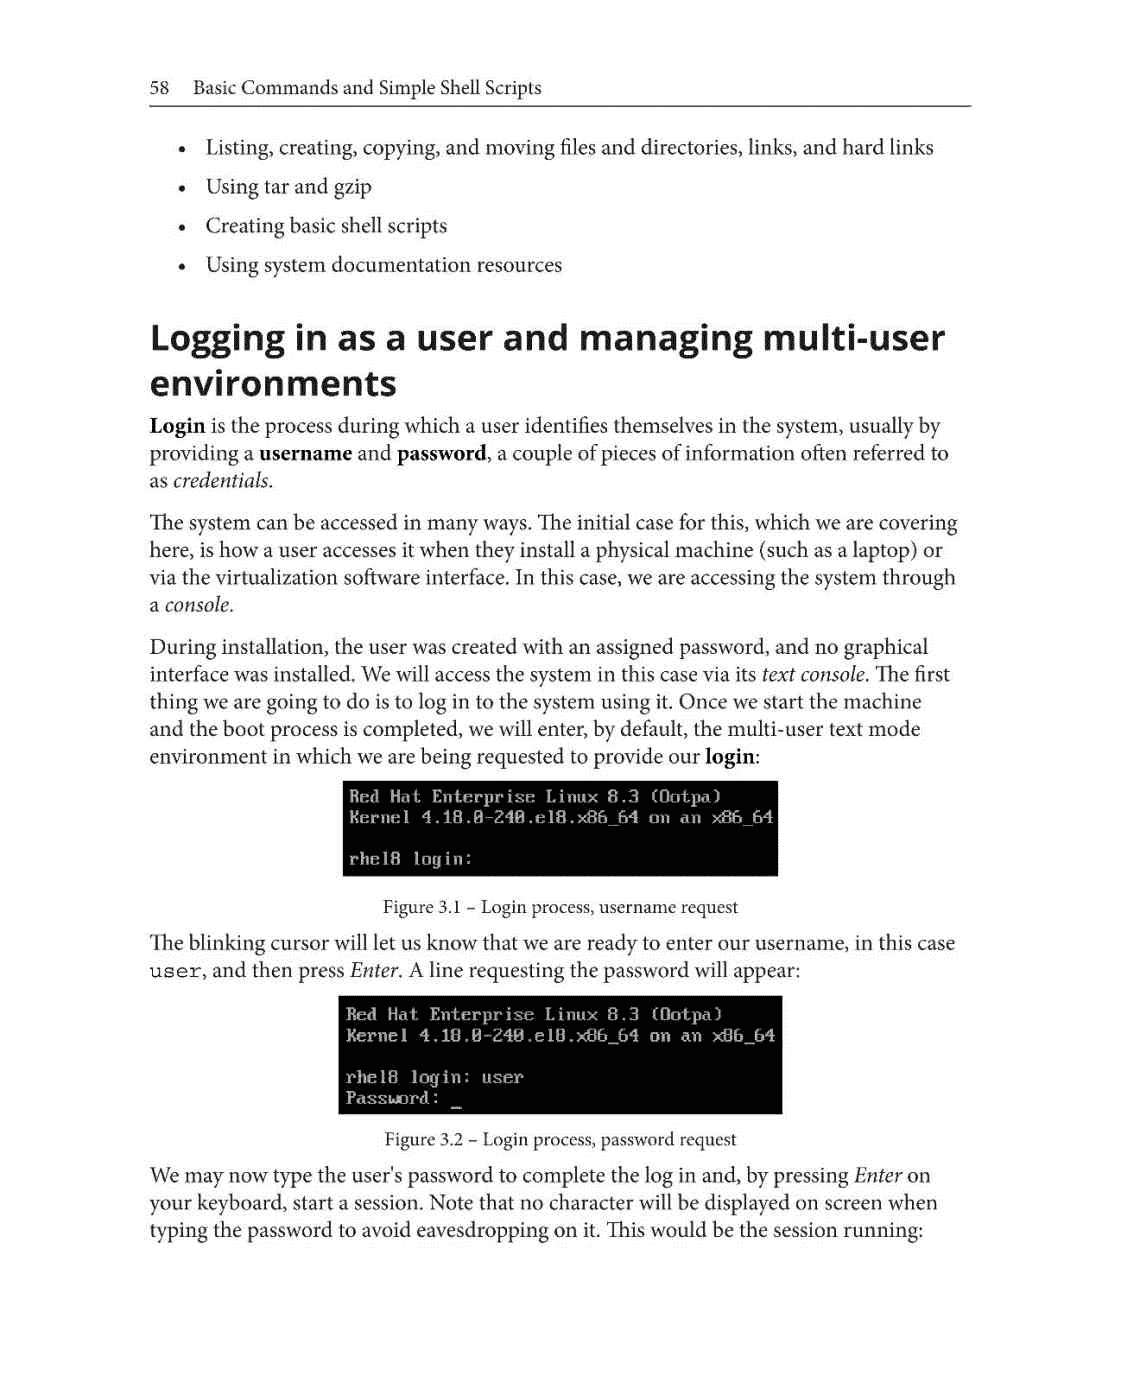 58 Basic Commands and Simple Shell Scripts
• Listing, creating, copying, and moving files and directories, links, and hard links
• Using tar and gzip
• Creating basic shell scripts
• Using system documentation resources
Logging in as a user and managing multi-user
environments
Login is the process during which a user identifies themselves in the system, usually by
providing a username and password, a couple of pieces of information often referred to
as credentials.
The system can be accessed in many ways. The initial case for this, which we are covering
here, is how a user accesses it when they install a physical machine (such as a laptop) or
via the virtualization software interface. In this case, we are accessing the system through
a console.
During installation, the user was created with an assigned password, and no graphical
interface was installed. We will access the system in this case via its text console. The first
thing we are going to do is to log in to the system using it. Once we start the machine
and the boot process is completed, we will enter, by default, the multi-user text mode
environment in which we are being requested to provide our login:
Red Hat Enterprise Linux 8.3 (Ootpa)
Kernel 4.18.0-240.el8.x86_64 on an x86_64
rhel8 login:
Figure 3.1 – Login process, username request
The blinking cursor will let us know that we are ready to enter our username, in this case
user, and then press Enter. A line requesting the password will appear:
Red Hat Enterprise Linux 8.3 (Ootpa)
Kernel 4.18.0-240.el8.x86_64 on an x86_64
rhel8 login: user
Password: _
Figure 3.2 – Login process, password request
We may now type the user's password to complete the log in and, by pressing Enter on
your keyboard, start a session. Note that no character will be displayed on screen when
typing the password to avoid eavesdropping on it. This would be the session running: